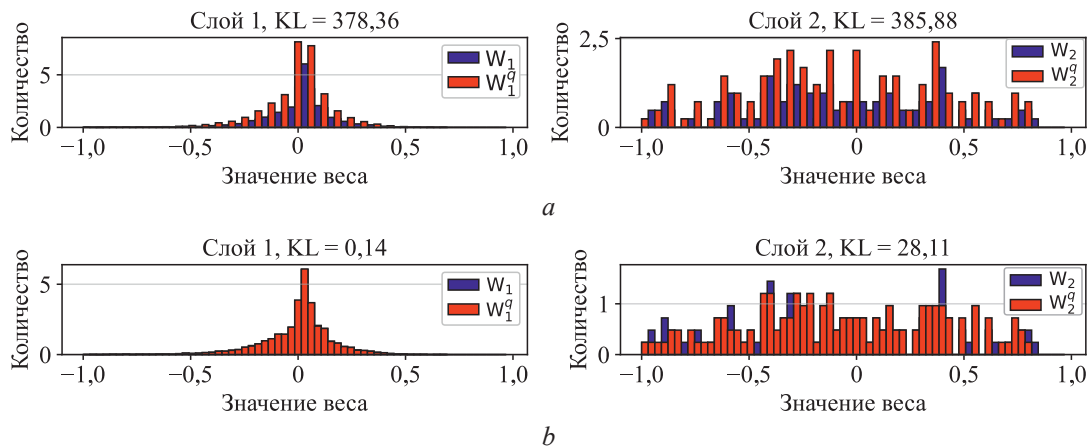 Слой 1, KL = 378,36
Количество
5
0
W₁
W₁^q
−1,0 −0,5 0 0,5 1,0
Значение веса
Слой 2, KL = 385,88
Количество
2,5
0
W₂
W₂^q
−1,0 −0,5 0 0,5 1,0
Значение веса
a
Слой 1, KL = 0,14
Количество
5
0
W₁
W₁^q
−1,0 −0,5 0 0,5 1,0
Значение веса
Слой 2, KL = 28,11
Количество
1
0
W₂
W₂^q
−1,0 −0,5 0 0,5 1,0
Значение веса
b